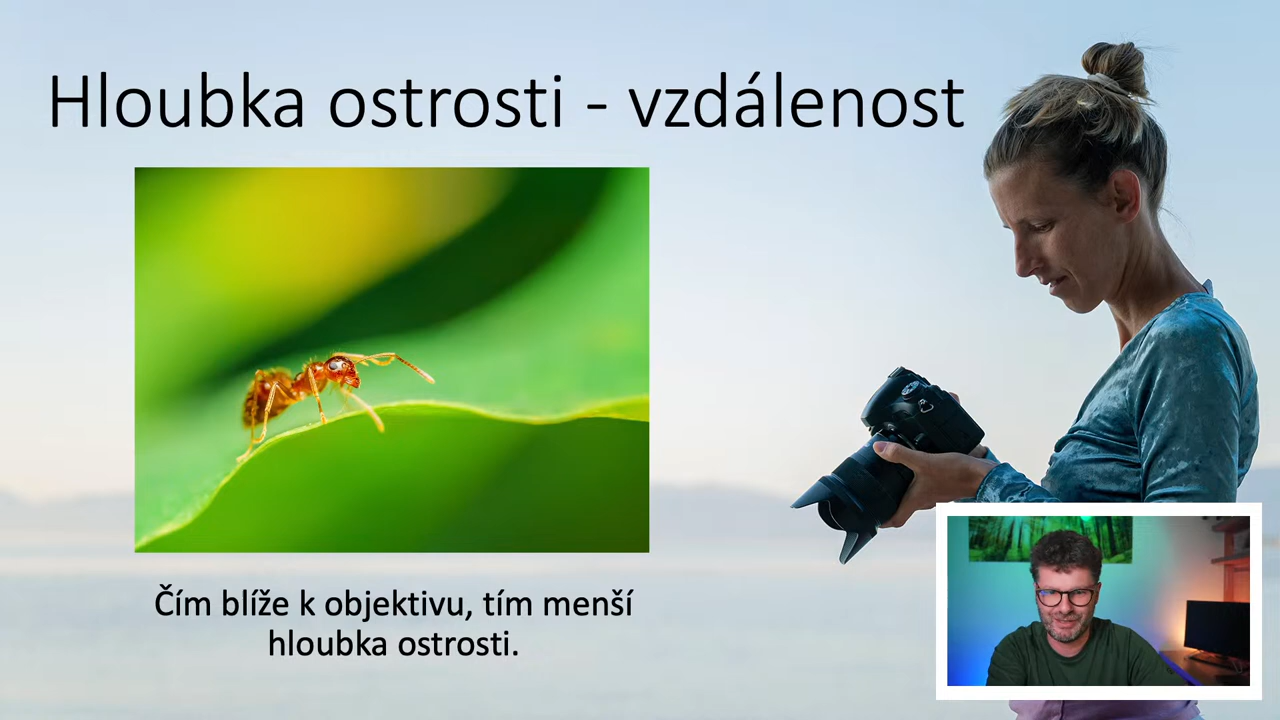 Hloubka ostrosti - vzdálenost
Čím blíže k objektivu, tím menší
hloubka ostrosti.